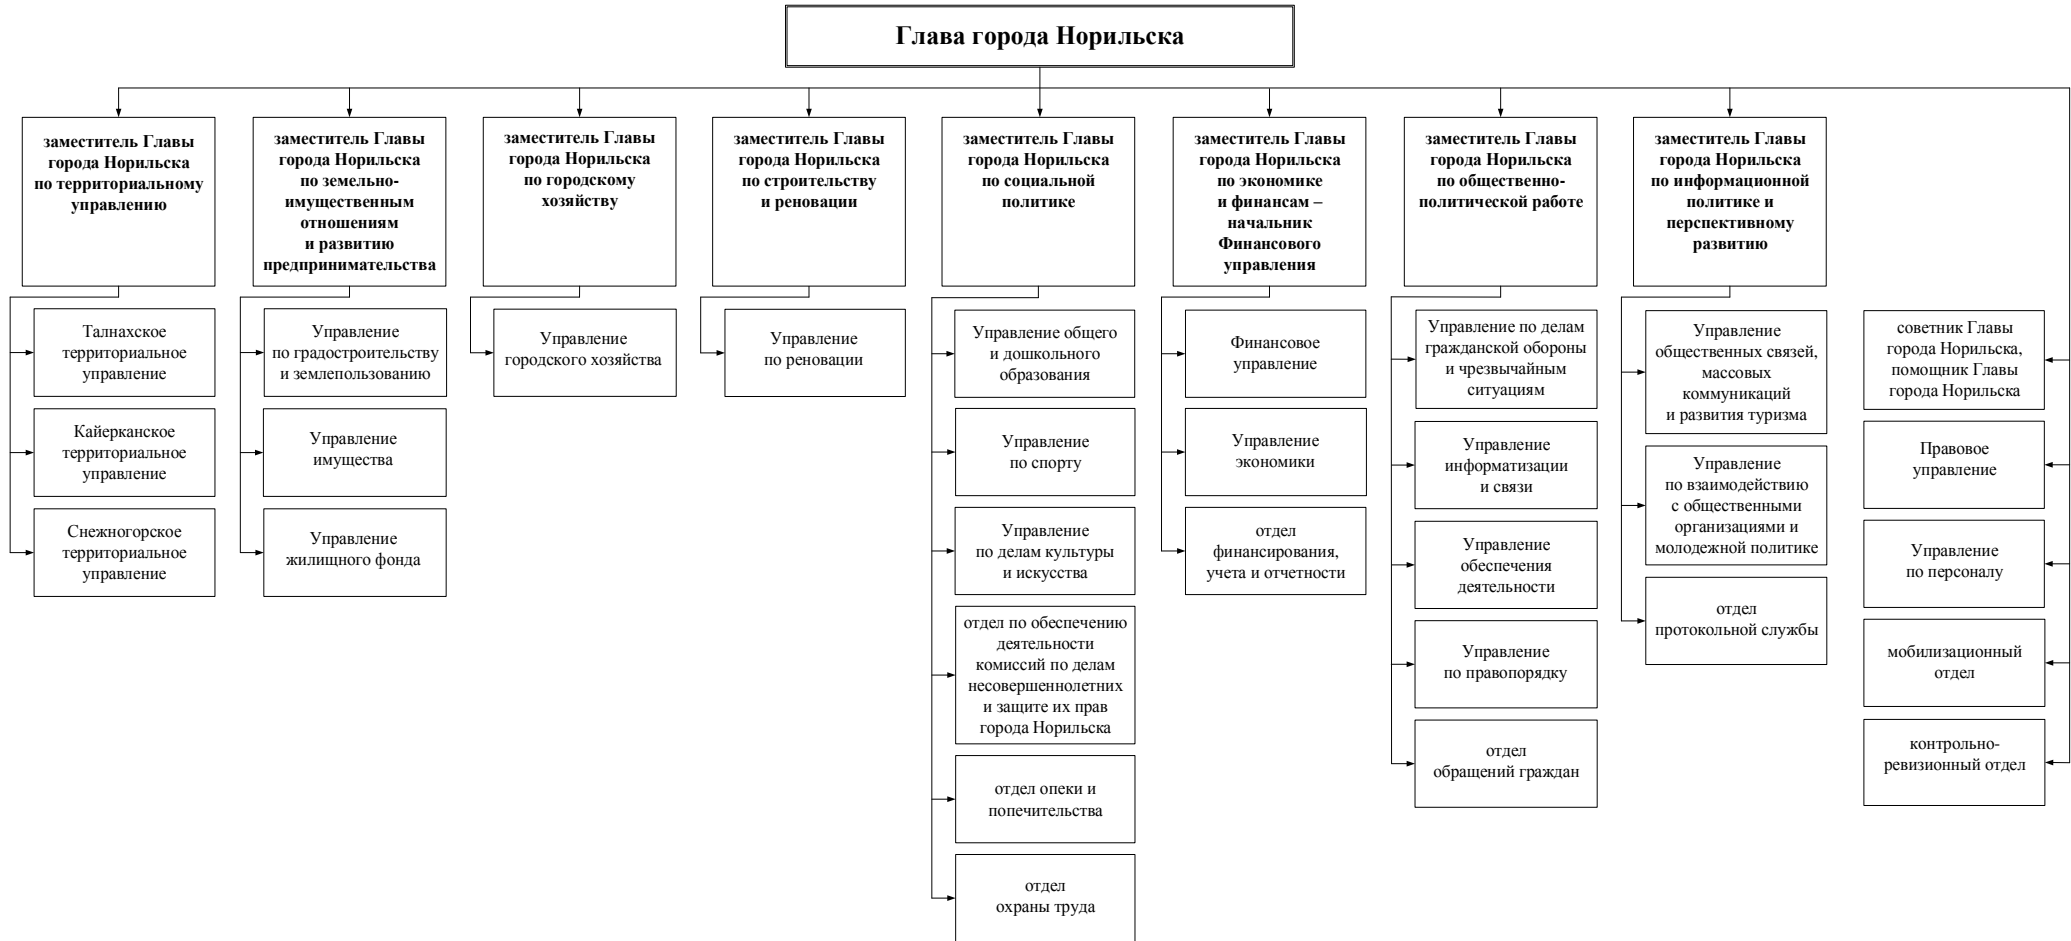 Глава города Норильска
заместитель Главы
города Норильска
по территориальному
управлению
заместитель Главы
города Норильска
по земельно-
имущественным
отношениям
и развитию
предпринимательства
заместитель Главы
города Норильска
по городскому
хозяйству
заместитель Главы
города Норильска
по строительству
и реновации
заместитель Главы
города Норильска
по социальной
политике
заместитель Главы
города Норильска
по экономике
и финансам –
начальник
Финансового
управления
заместитель Главы
города Норильска
по общественно-
политической работе
заместитель Главы
города Норильска
по информационной
политике и
перспективному
развитию
Талнахское
территориальное
управление
Кайерканское
территориальное
управление
Снежногорское
территориальное
управление
Управление
по градостроительству
и землепользованию
Управление
имущества
Управление
жилищного фонда
Управление
городского хозяйства
Управление
по реновации
Управление общего
и дошкольного
образования
Управление
по спорту
Управление
по делам культуры
и искусства
отдел по обеспечению
деятельности
комиссий по делам
несовершеннолетних
и защите их прав
города Норильска
отдел опеки и
попечительства
отдел
охраны труда
Финансовое
управление
Управление
экономики
отдел
финансирования,
учета и отчетности
Управление по делам
гражданской обороны
и чрезвычайным
ситуациям
Управление
информатизации
и связи
Управление
обеспечения
деятельности
Управление
по правопорядку
отдел
обращений граждан
Управление
общественных связей,
массовых
коммуникаций
и развития туризма
Управление
по взаимодействию
с общественными
организациями и
молодежной политике
отдел
протокольной службы
советник Главы
города Норильска,
помощник Главы
города Норильска
Правовое
управление
Управление
по персоналу
мобилизационный
отдел
контрольно-
ревизионный отдел